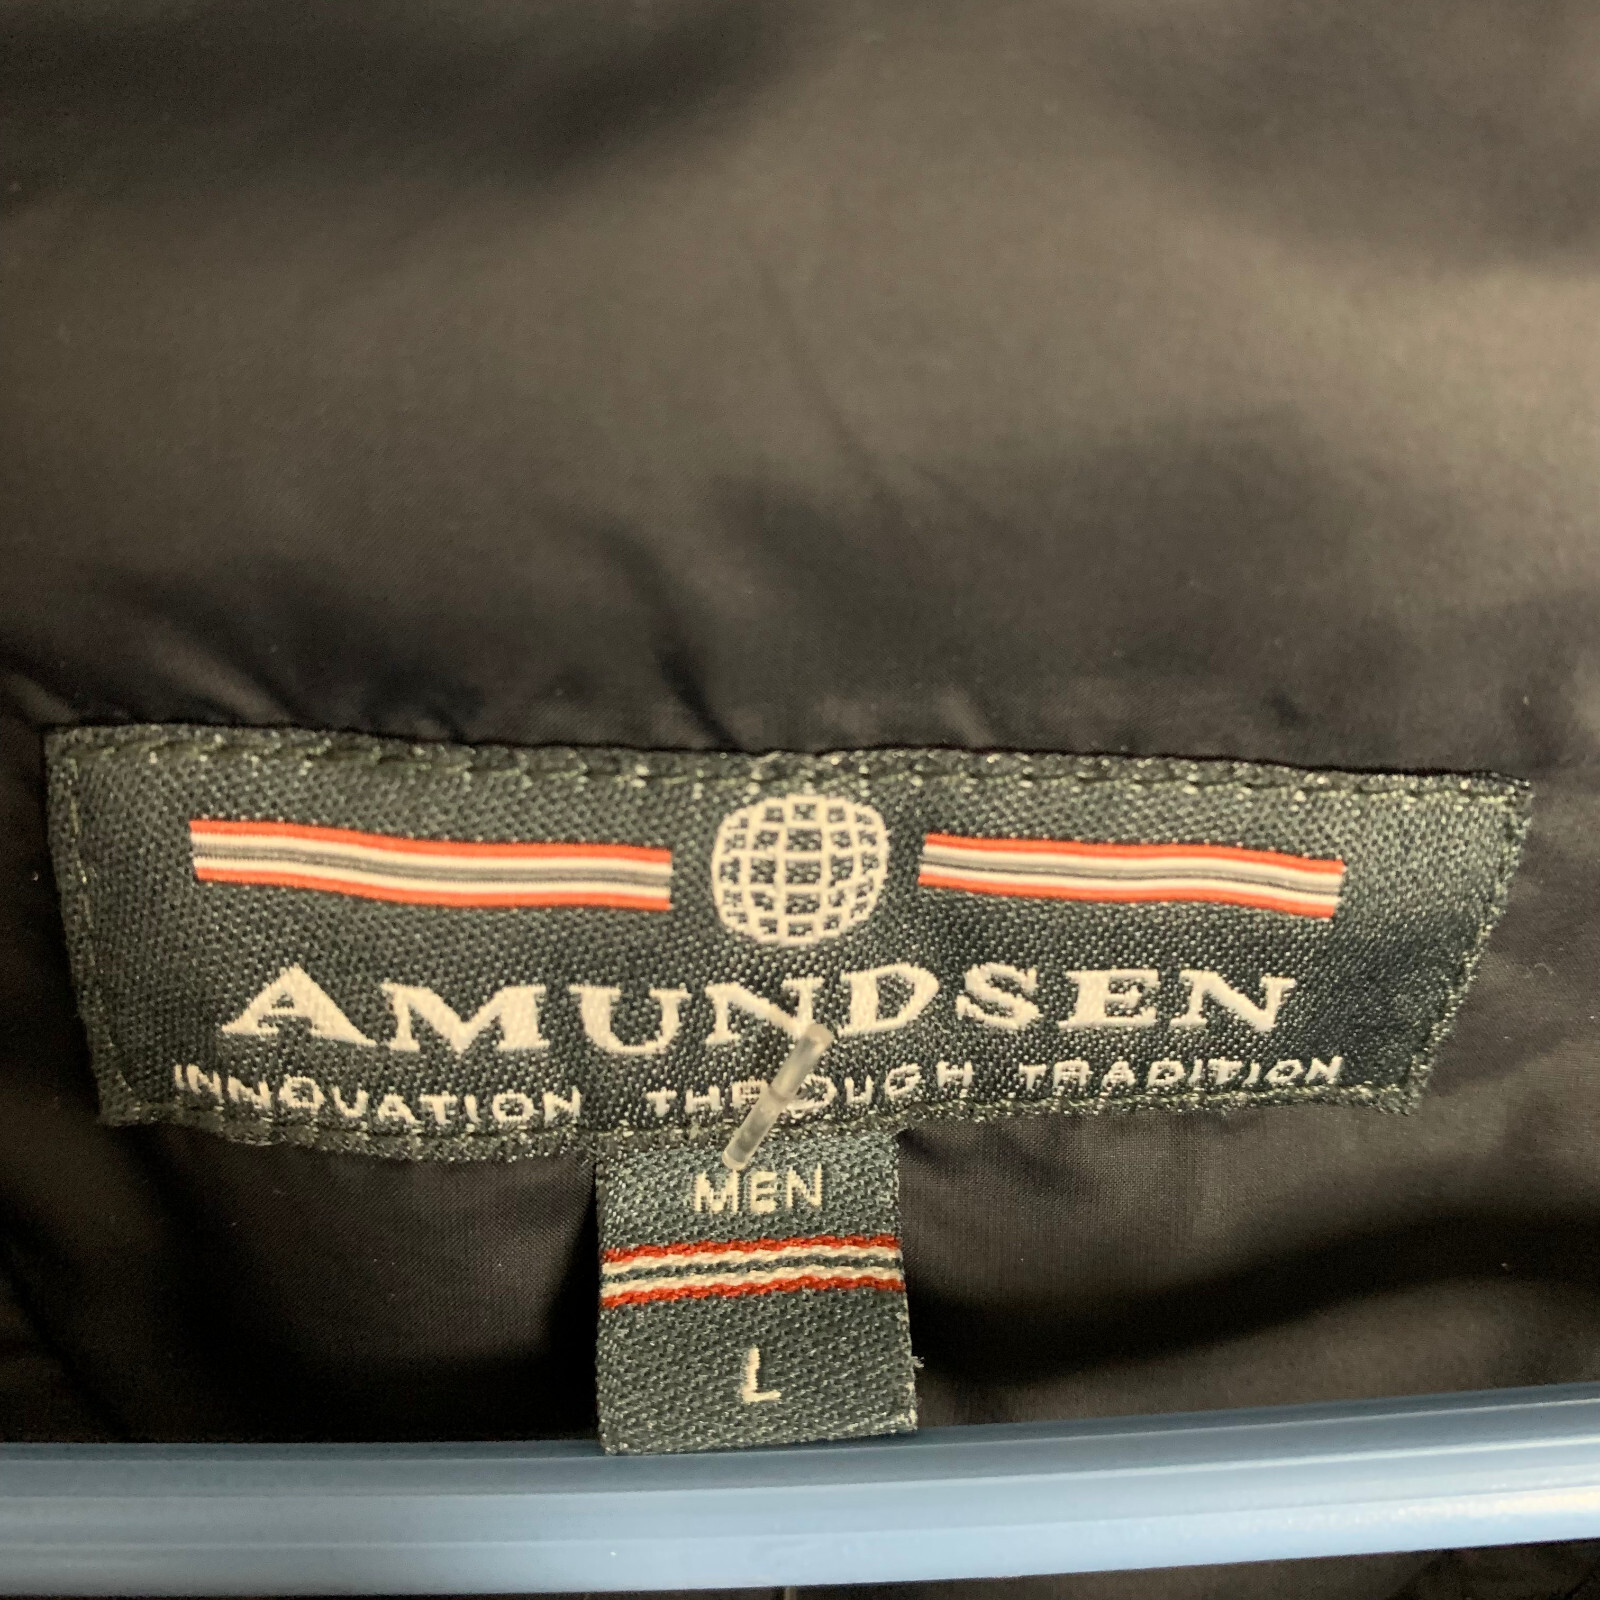 AMUNDSEN
INNOVATION THROUGH TRADITION
MEN
L